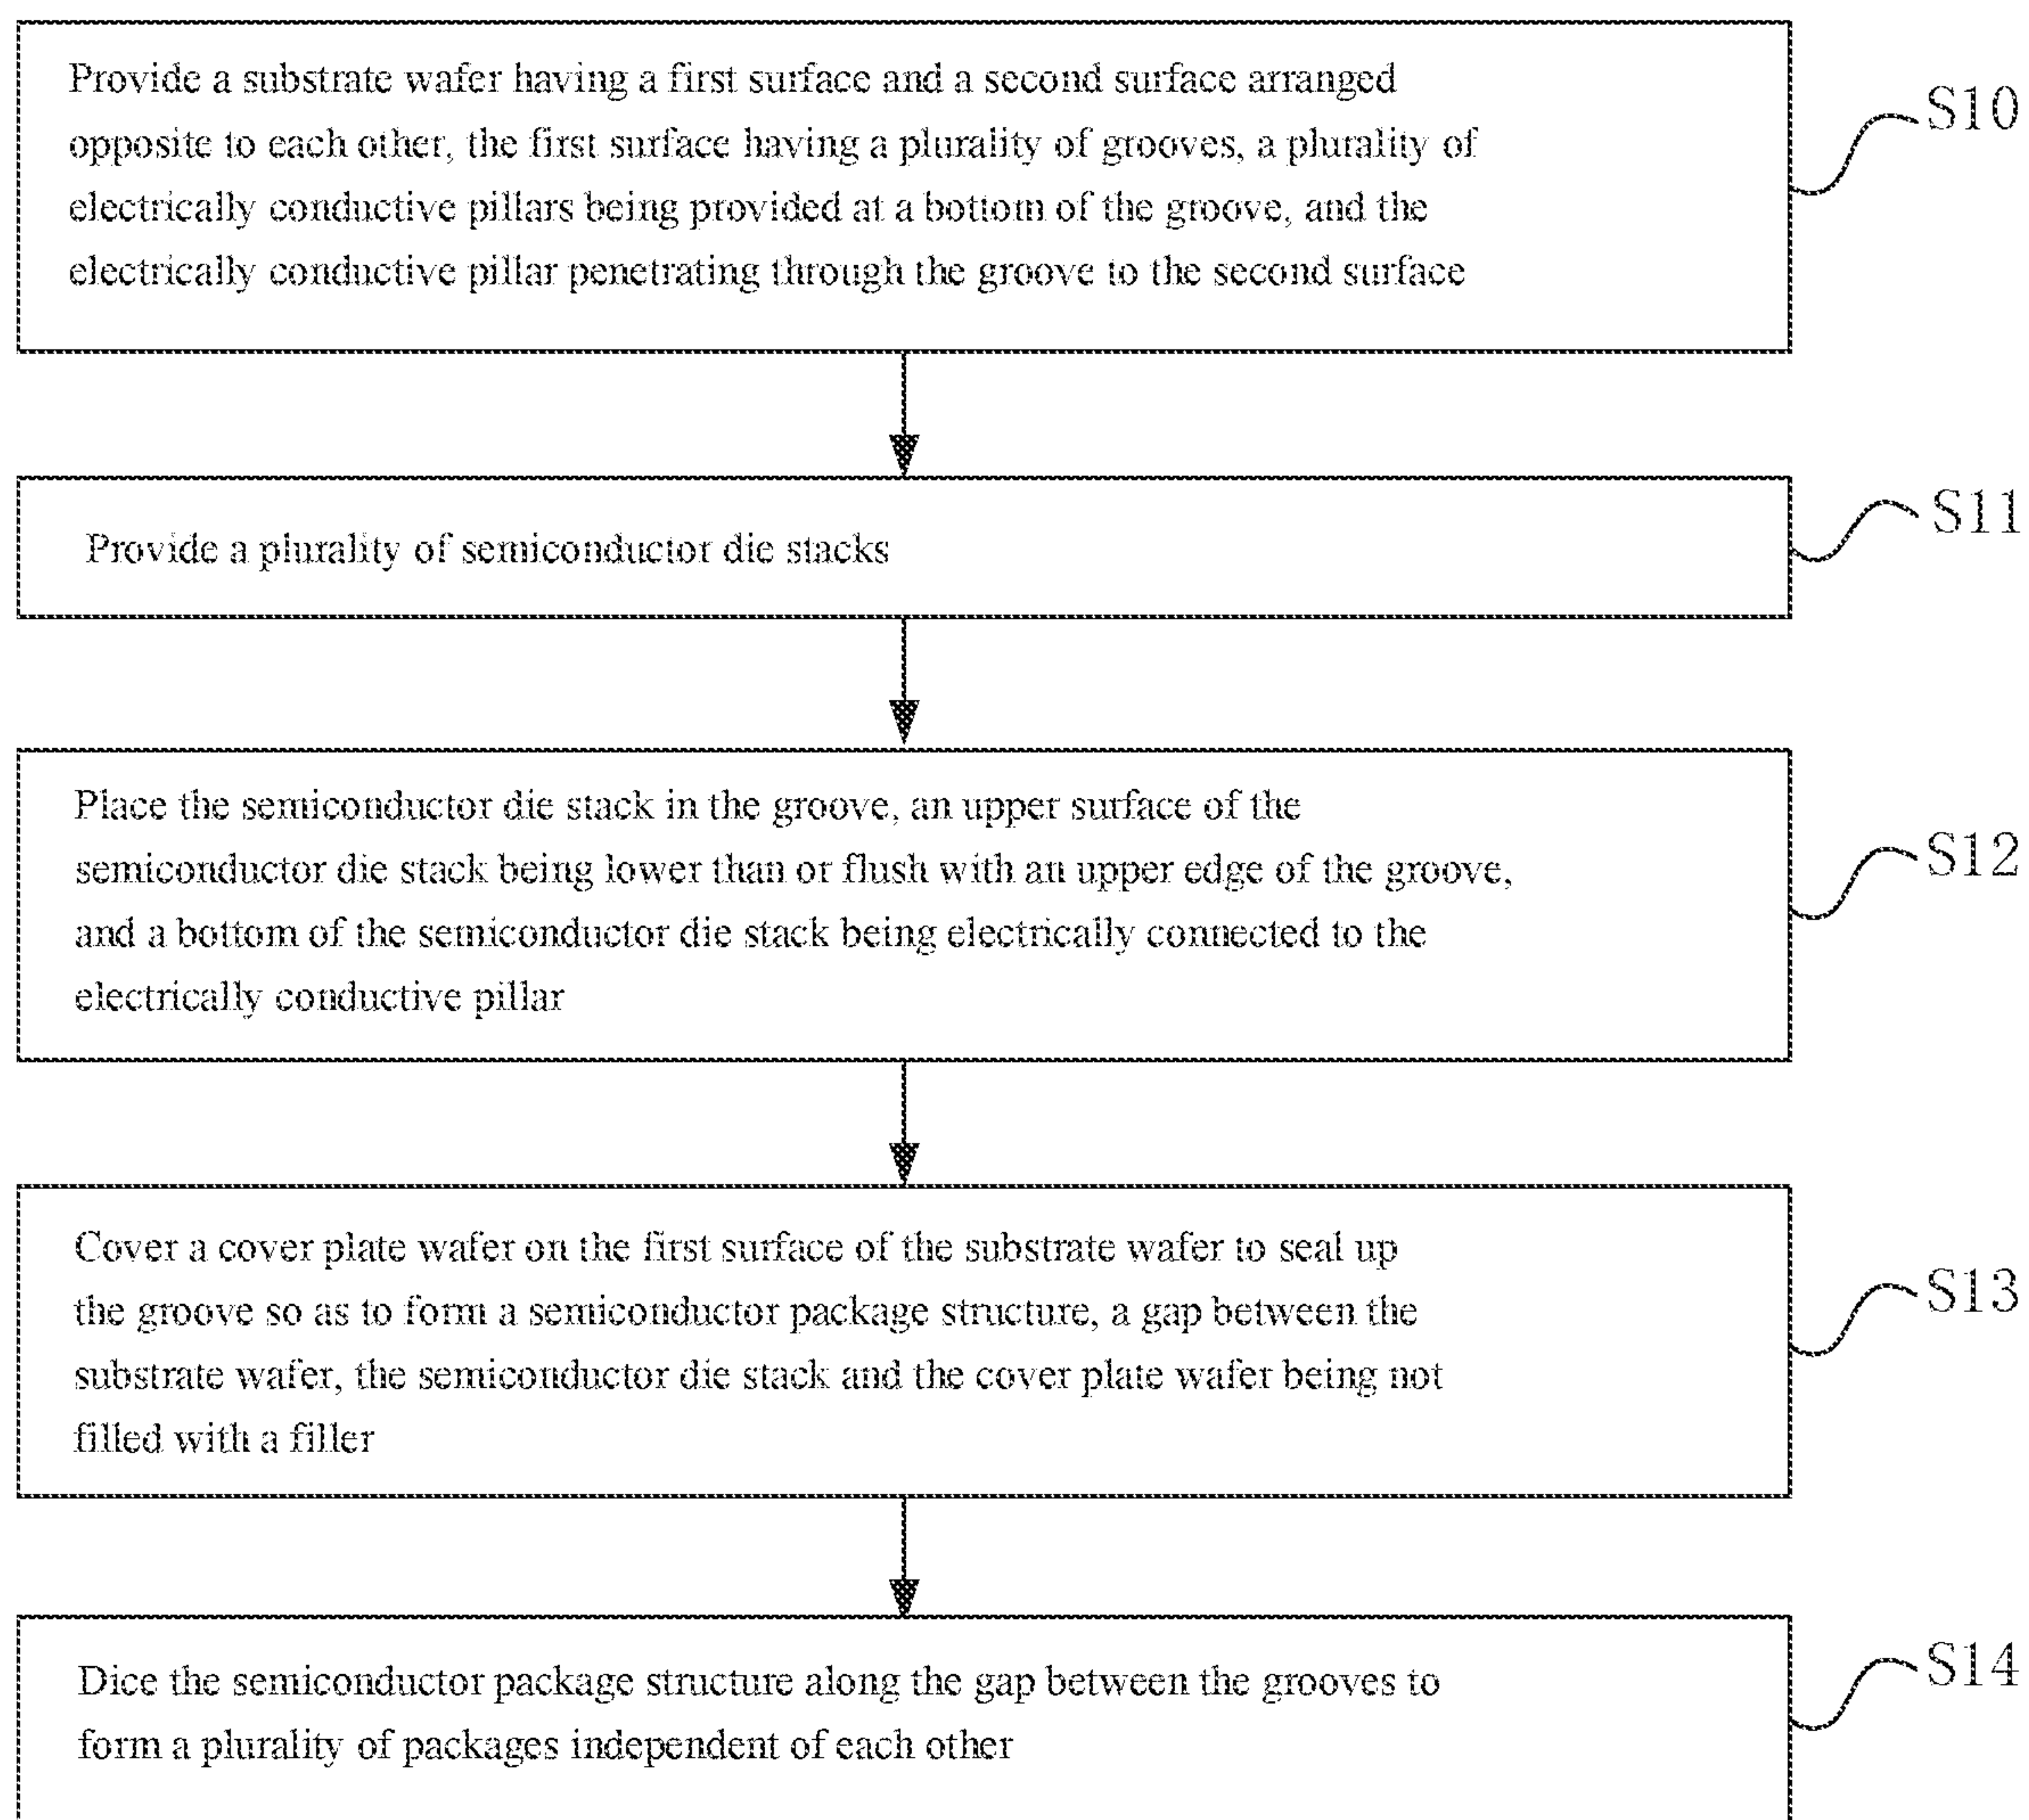 Provide a substrate wafer having a first surface and a second surface arranged
opposite to each other, the first surface having a plurality of grooves, a plurality of
electrically conductive pillars being provided at a bottom of the groove, and the
electrically conductive pillar penetrating through the groove to the second surface
S10
Provide a plurality of semiconductor die stacks
S11
Place the semiconductor die stack in the groove, an upper surface of the
semiconductor die stack being lower than or flush with an upper edge of the groove,
and a bottom of the semiconductor die stack being electrically connected to the
electrically conductive pillar
S12
Cover a cover plate wafer on the first surface of the substrate wafer to seal up
the groove so as to form a semiconductor package structure, a gap between the
substrate wafer, the semiconductor die stack and the cover plate wafer being not
filled with a filler
S13
Dice the semiconductor package structure along the gap between the grooves to
form a plurality of packages independent of each other
S14